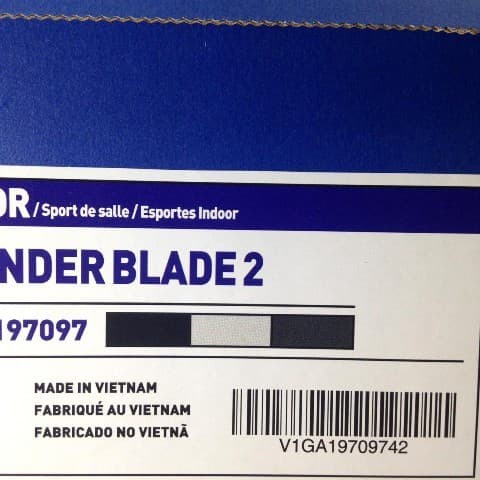 OR / Sport de salle / Esportes Indoor
NDER BLADE 2
197097
MADE IN VIETNAM
FABRIQUÉ AU VIETNAM
FABRICADO NO VIETNÃ
V1GA19709742